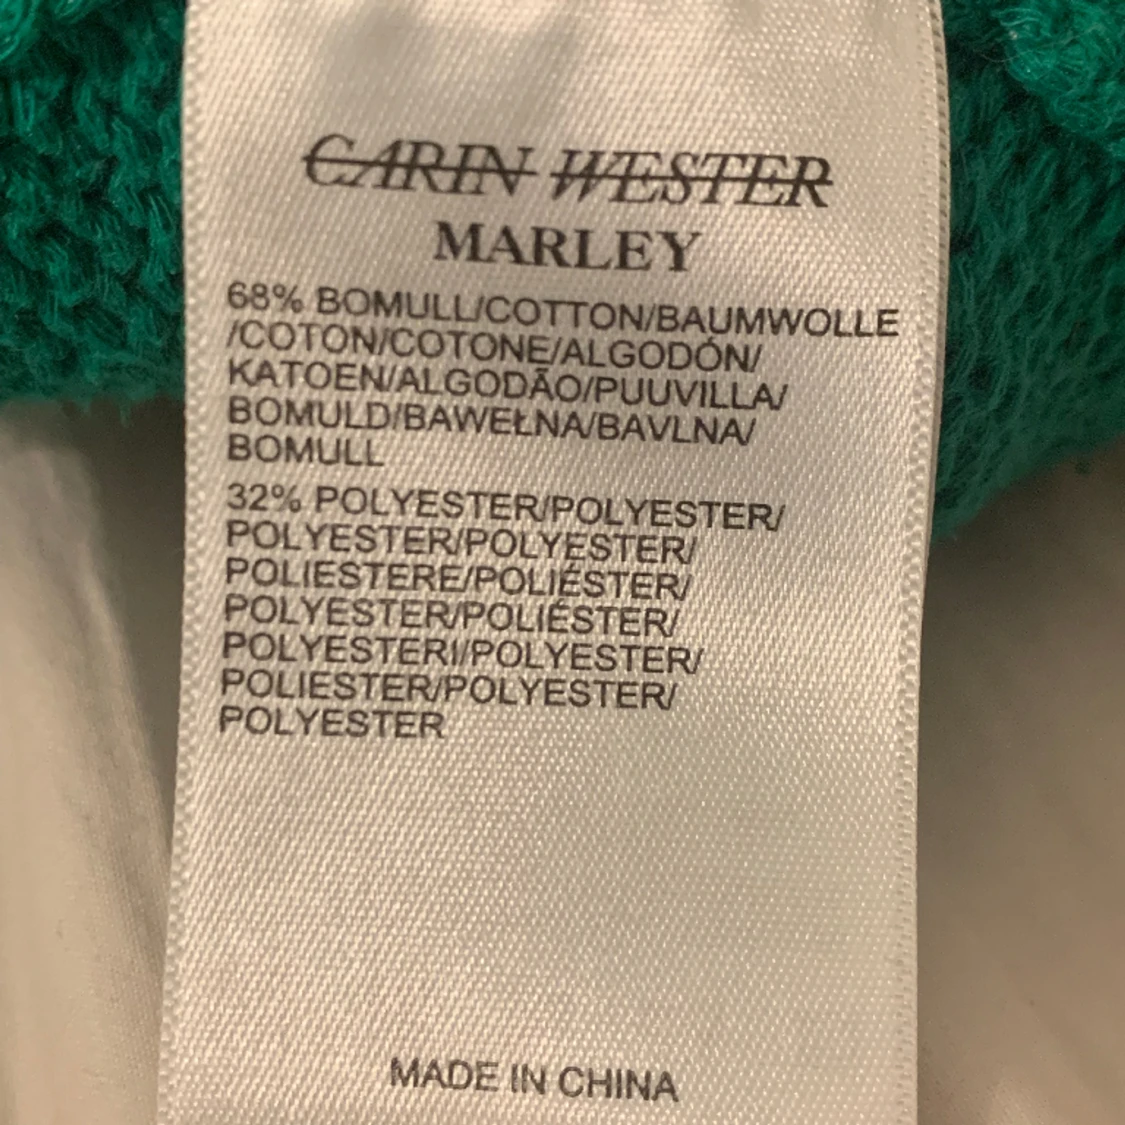 CARIN WESTER
MARLEY
68% BOMULL/COTTON/BAUMWOLLE
/COTON/COTONE/ALGODÓN/
KATOEN/ALGODÃO/PUUVILLA/
BOMULD/BAWEŁNA/BAVLNA/
BOMULL
32% POLYESTER/POLYESTER/
POLYESTER/POLYESTER/
POLIESTERE/POLIÉSTER/
POLYESTER/POLIÉSTER/
POLYESTERI/POLYESTER/
POLIESTER/POLYESTER/
POLYESTER
MADE IN CHINA